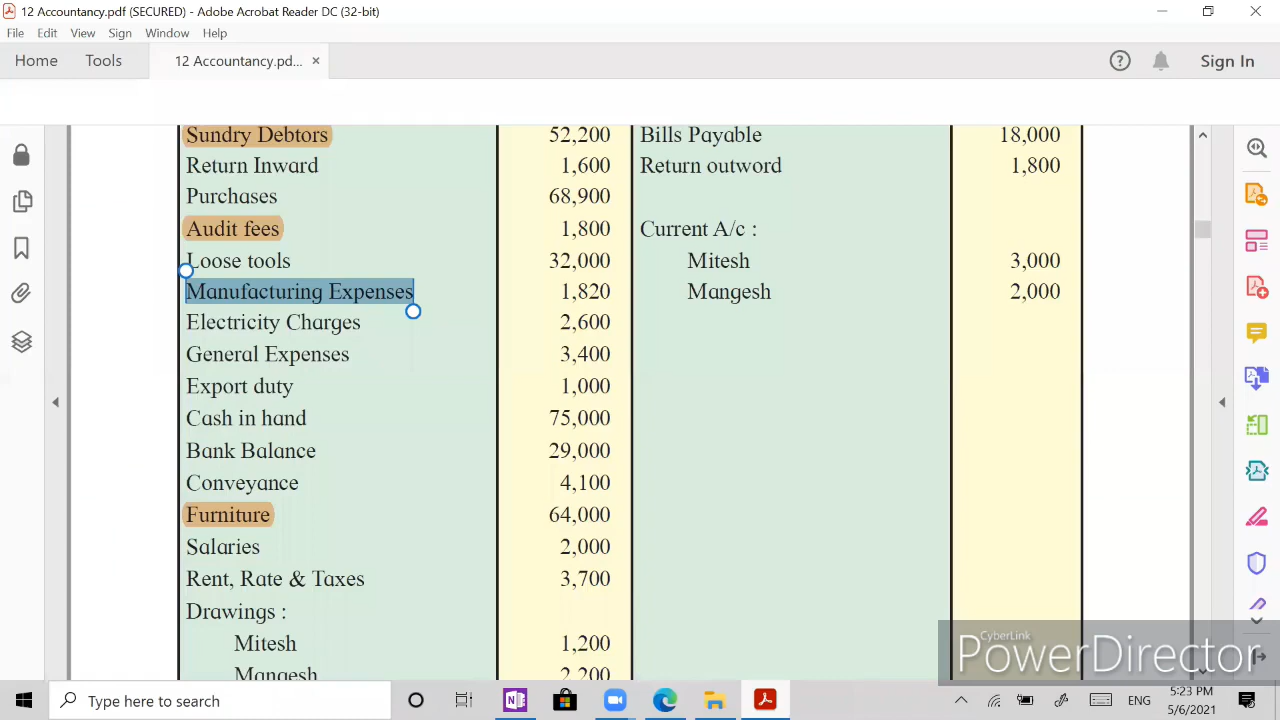 12 Accountancy.pdf (SECURED) - Adobe Acrobat Reader DC (32-bit)
File Edit View Sign Window Help
Home Tools 12 Accountancy.pd... × Sign In
Sundry Debtors 52,200 Bills Payable 18,000
Return Inward 1,600 Return outword 1,800
Purchases 68,900
Audit fees 1,800 Current A/c :
Loose tools 32,000 Mitesh 3,000
Manufacturing Expenses 1,820 Mangesh 2,000
Electricity Charges 2,600
General Expenses 3,400
Export duty 1,000
Cash in hand 75,000
Bank Balance 29,000
Conveyance 4,100
Furniture 64,000
Salaries 2,000
Rent, Rate & Taxes 3,700
Drawings :
Mitesh 1,200
Mangesh 2,200
CyberLink
PowerDirector
Type here to search ENG 5:23 PM
5/6/2021